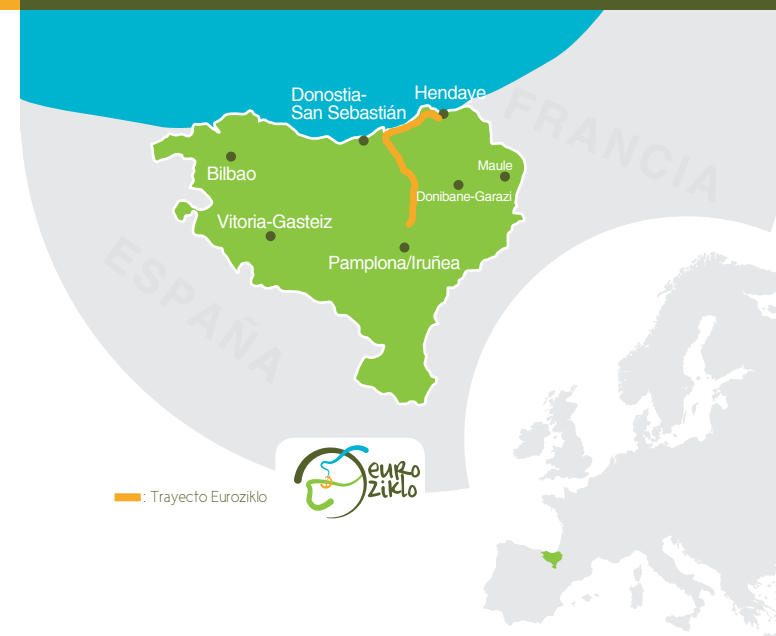 Donostia-
San Sebastián
Hendaye
FRANCIA
Bilbao
Maule
Donibane-Garazi
Vitoria-Gasteiz
Pamplona/Iruñea
ESPAÑA
euro
ziklo
: Trayecto Euroziklo